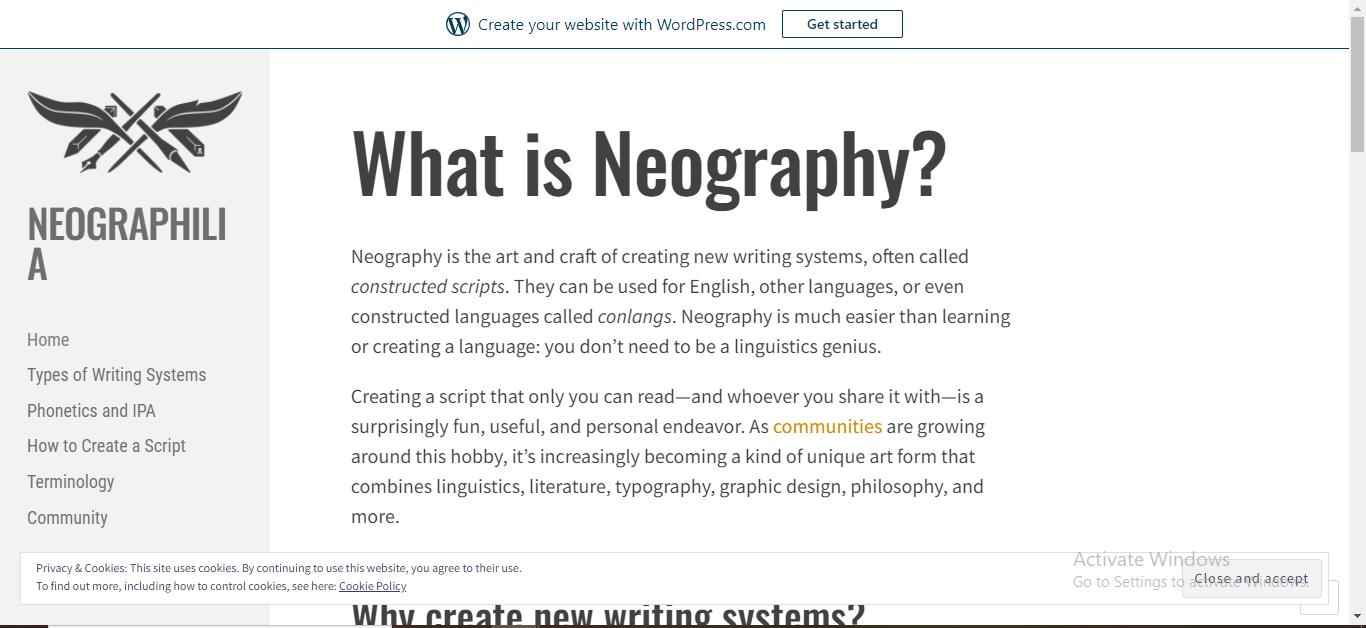 Create your website with WordPress.com
Get started
NEOGRAPHILI
A
Home
Types of Writing Systems
Phonetics and IPA
How to Create a Script
Terminology
Community
What is Neography?
Neography is the art and craft of creating new writing systems, often called
constructed scripts. They can be used for English, other languages, or even
constructed languages called conlangs. Neography is much easier than learning
or creating a language: you don’t need to be a linguistics genius.
Creating a script that only you can read—and whoever you share it with—is a
surprisingly fun, useful, and personal endeavor. As communities are growing
around this hobby, it’s increasingly becoming a kind of unique art form that
combines linguistics, literature, typography, graphic design, philosophy, and
more.
Why create new writing systems?
Privacy & Cookies: This site uses cookies. By continuing to use this website, you agree to their use.
To find out more, including how to control cookies, see here: Cookie Policy
Close and accept
Activate Windows
Go to Settings to activate Windows.